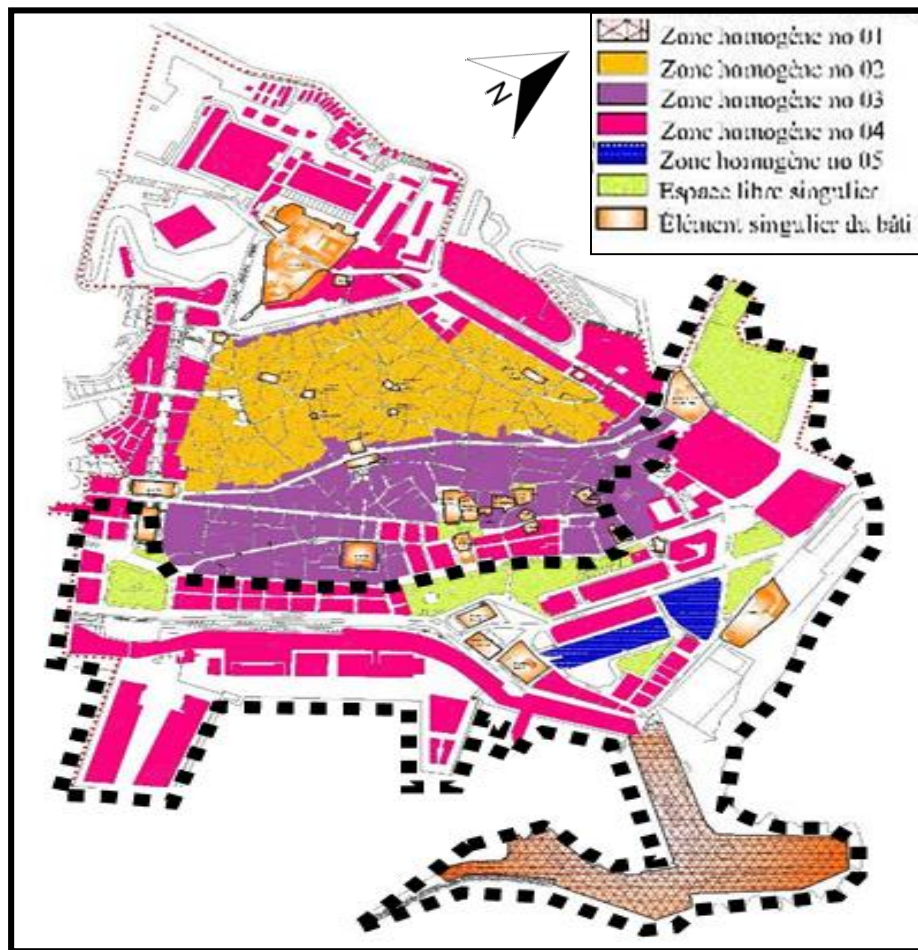 Zone homogène no 01
Zone homogène no 02
Zone homogène no 03
Zone homogène no 04
Zone homogène no 05
Espace libre singulier
Élément singulier du bâti
N